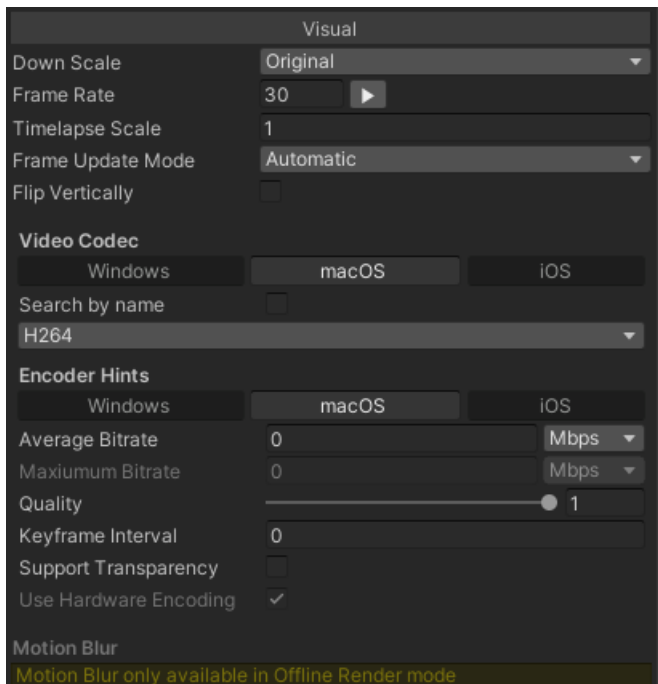 Visual
Down Scale Original
Frame Rate 30
Timelapse Scale 1
Frame Update Mode Automatic
Flip Vertically
Video Codec
Windows macOS iOS
Search by name
H264
Encoder Hints
Windows macOS iOS
Average Bitrate 0 Mbps
Maxiumum Bitrate 0 Mbps
Quality 1
Keyframe Interval 0
Support Transparency
Use Hardware Encoding
Motion Blur
Motion Blur only available in Offline Render mode